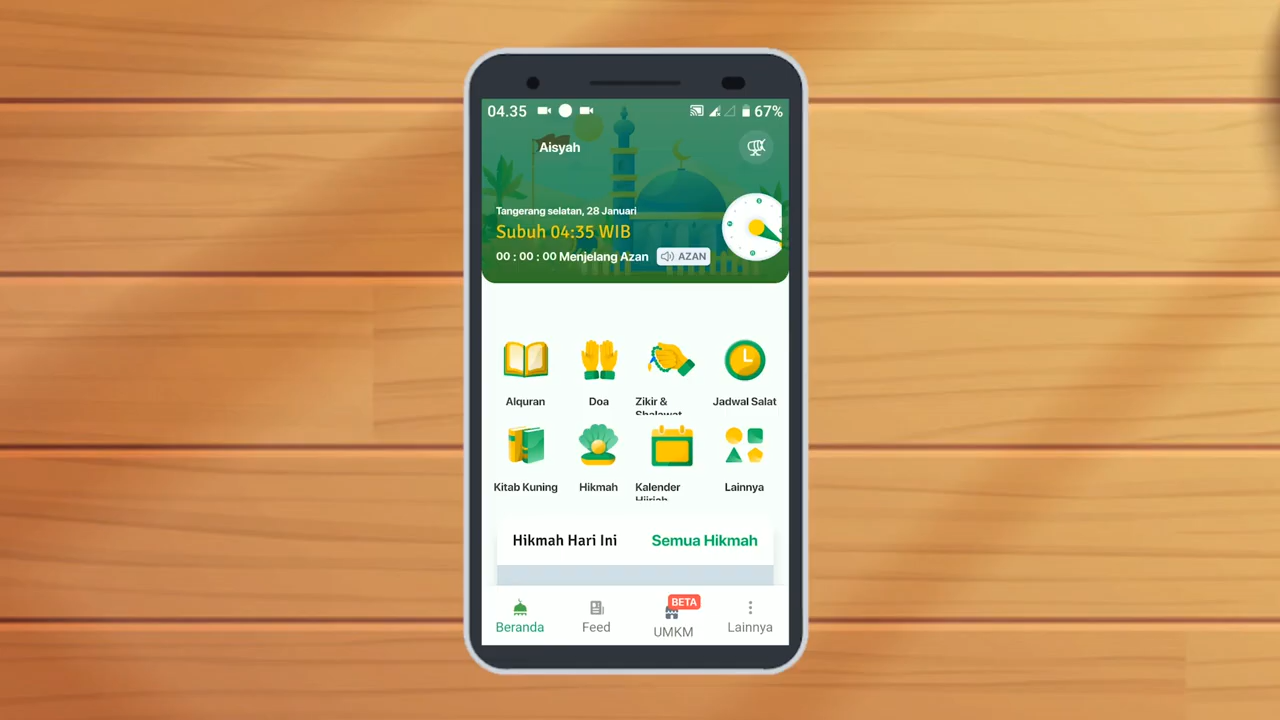 04.35
67%
Aisyah
Tangerang selatan, 28 Januari
Subuh 04:35 WIB
00 : 00 : 00 Menjelang Azan
AZAN
Alquran
Doa
Zikir &
Shalawat
Jadwal Salat
Kitab Kuning
Hikmah
Kalender
Hijriah
Lainnya
Hikmah Hari Ini
Semua Hikmah
Beranda
Feed
BETA
UMKM
Lainnya